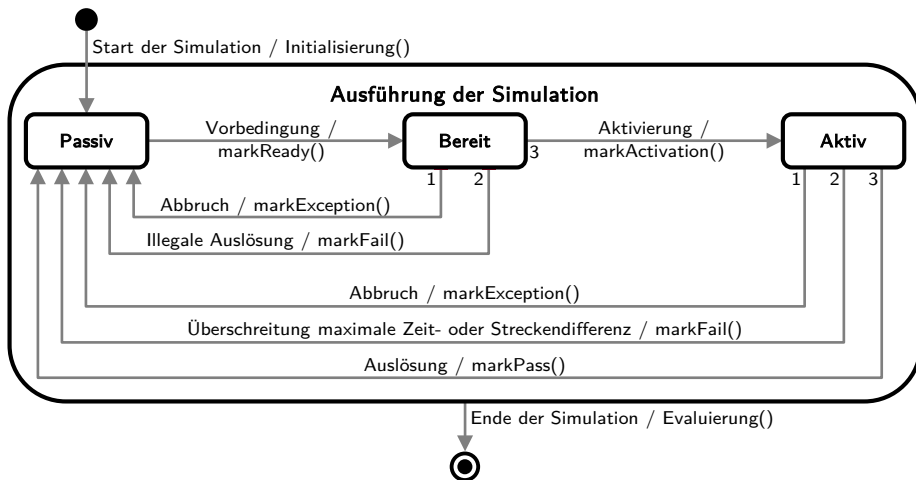 Start der Simulation / Initialisierung()
Ausführung der Simulation
Passiv
Vorbedingung /
markReady()
Bereit
3
Aktivierung /
markActivation()
Aktiv
1
2
1
2
3
Abbruch / markException()
Illegale Auslösung / markFail()
Abbruch / markException()
Überschreitung maximale Zeit- oder Streckendifferenz / markFail()
Auslösung / markPass()
Ende der Simulation / Evaluierung()